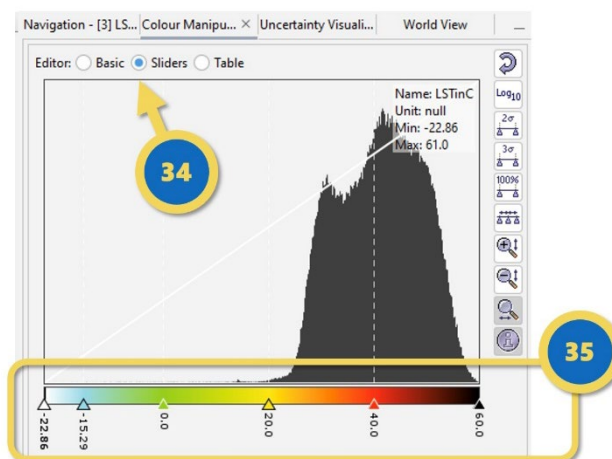 Navigation - [3] LS... Colour Manipu... × Uncertainty Visuali... World View
Editor: Basic Sliders Table
Name: LSTinC
Unit: null
Min: -22.86
Max: 61.0
Log10
2σ
3σ
100%
34
35
-22.86 -15.29 0.0 20.0 40.0 60.0